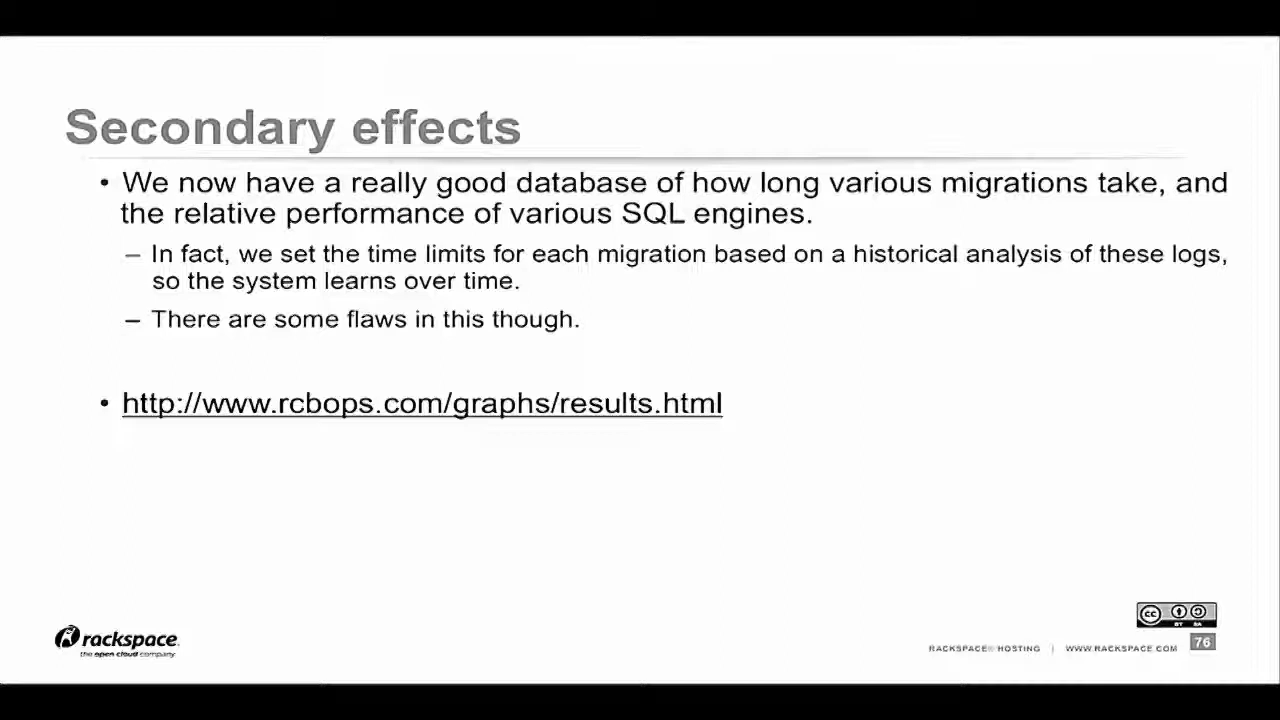 Secondary effects
• We now have a really good database of how long various migrations take, and
the relative performance of various SQL engines.
– In fact, we set the time limits for each migration based on a historical analysis of these logs,
so the system learns over time.
– There are some flaws in this though.
• http://www.rcbops.com/graphs/results.html
rackspace®
the open cloud company
cc BY SA
RACKSPACE® HOSTING | WWW.RACKSPACE.COM 76